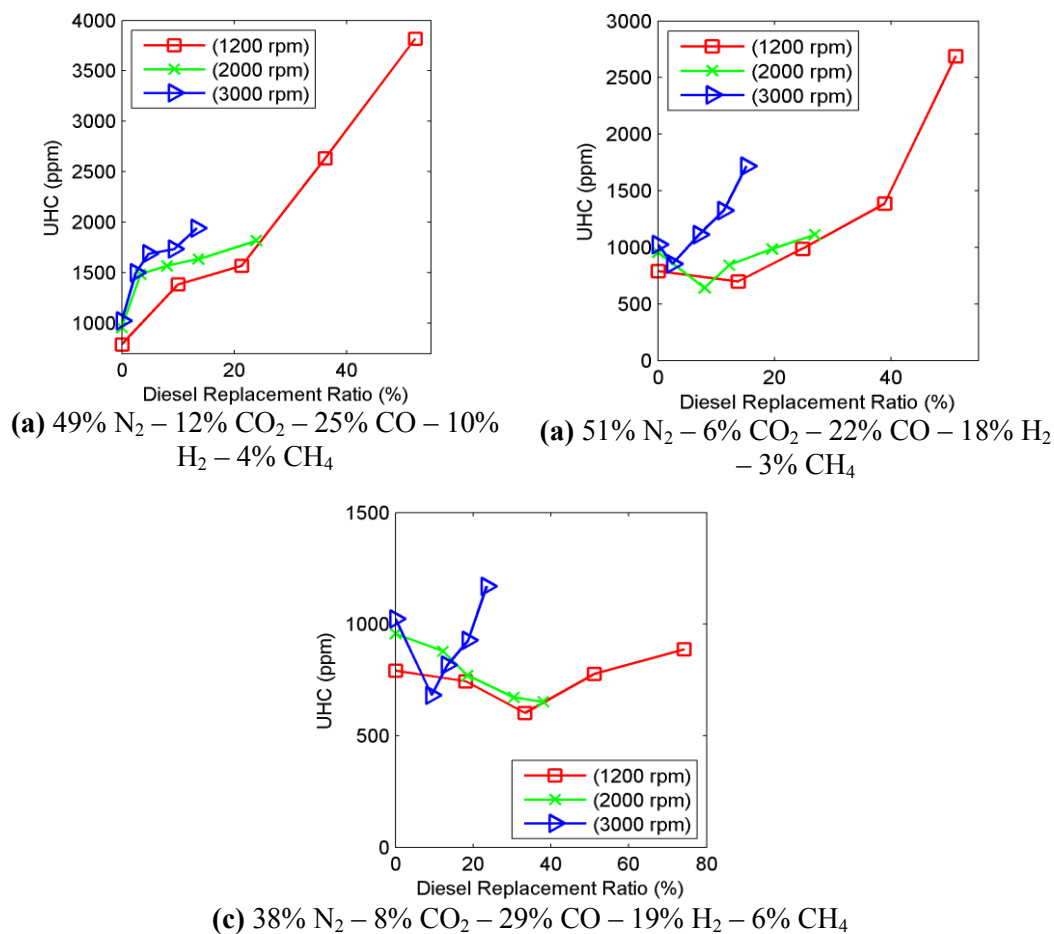 4000
3500
3000
2500
2000
1500
1000
UHC (ppm)
(1200 rpm)
(2000 rpm)
(3000 rpm)
0 20 40
Diesel Replacement Ratio (%)
(a) 49% N₂ – 12% CO₂ – 25% CO – 10%
H₂ – 4% CH₄
3000
2500
2000
1500
1000
500
0
UHC (ppm)
(1200 rpm)
(2000 rpm)
(3000 rpm)
0 20 40
Diesel Replacement Ratio (%)
(a) 51% N₂ – 6% CO₂ – 22% CO – 18% H₂
– 3% CH₄
1500
1000
500
0
UHC (ppm)
(1200 rpm)
(2000 rpm)
(3000 rpm)
0 20 40 60 80
Diesel Replacement Ratio (%)
(c) 38% N₂ – 8% CO₂ – 29% CO – 19% H₂ – 6% CH₄